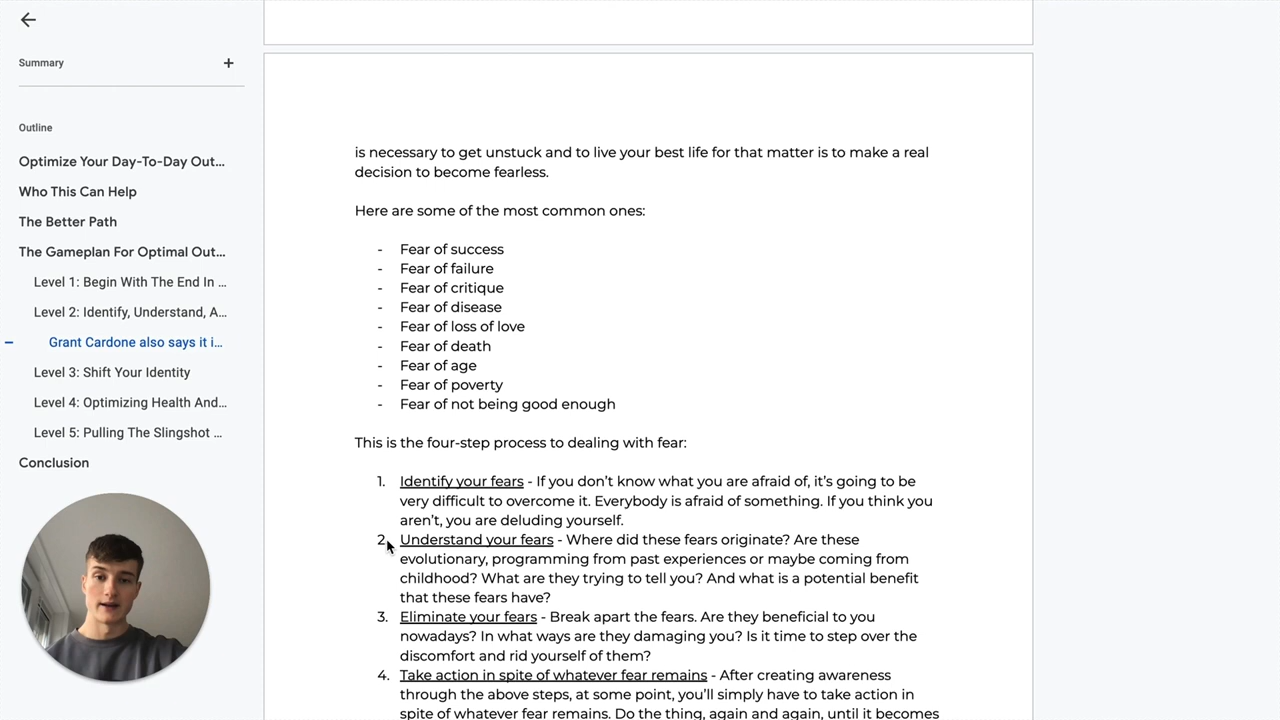 Summary
Outline
Optimize Your Day-To-Day Out...
Who This Can Help
The Better Path
The Gameplan For Optimal Out...
Level 1: Begin With The End In ...
Level 2: Identify, Understand, A...
Grant Cardone also says it i...
Level 3: Shift Your Identity
Level 4: Optimizing Health And...
Level 5: Pulling The Slingshot ...
Conclusion
is necessary to get unstuck and to live your best life for that matter is to make a real
decision to become fearless.
Here are some of the most common ones:
- Fear of success
- Fear of failure
- Fear of critique
- Fear of disease
- Fear of loss of love
- Fear of death
- Fear of age
- Fear of poverty
- Fear of not being good enough
This is the four-step process to dealing with fear:
1. Identify your fears - If you don't know what you are afraid of, it's going to be
very difficult to overcome it. Everybody is afraid of something. If you think you
aren't, you are deluding yourself.
2. Understand your fears - Where did these fears originate? Are these
evolutionary, programming from past experiences or maybe coming from
childhood? What are they trying to tell you? And what is a potential benefit
that these fears have?
3. Eliminate your fears - Break apart the fears. Are they beneficial to you
nowadays? In what ways are they damaging you? Is it time to step over the
discomfort and rid yourself of them?
4. Take action in spite of whatever fear remains - After creating awareness
through the above steps, at some point, you'll simply have to take action in
spite of whatever fear remains. Do the thing, again and again, until it becomes